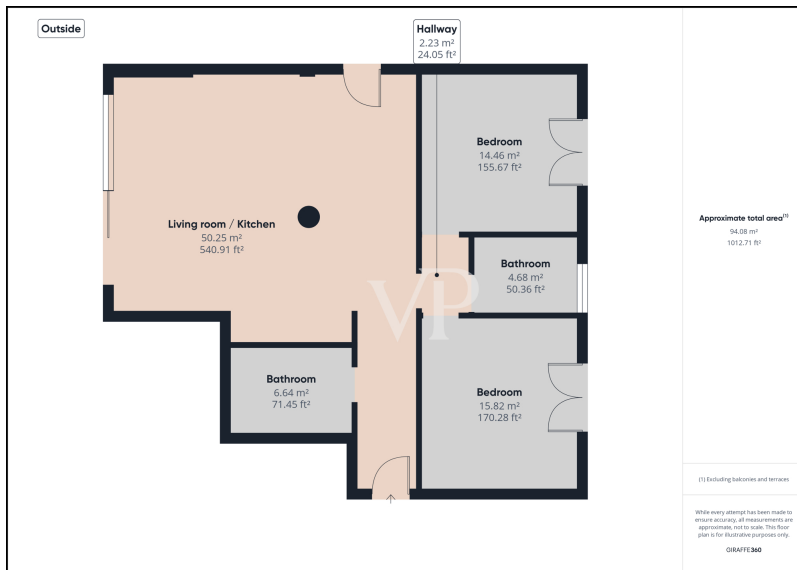 Outside
Hallway
2.23 m²
24.05 ft²
Bedroom
14.46 m²
155.67 ft²
Living room / Kitchen
50.25 m²
540.91 ft²
Bathroom
4.68 m²
50.36 ft²
VP
Bathroom
6.64 m²
71.45 ft²
Bedroom
15.82 m²
170.28 ft²
Approximate total area⁽¹⁾
94.08 m²
1012.71 ft²
(1) Excluding balconies and terraces
While every attempt has been made to
ensure accuracy, all measurements are
approximate, not to scale. This floor
plan is for illustrative purposes only.
GIRAFFE360